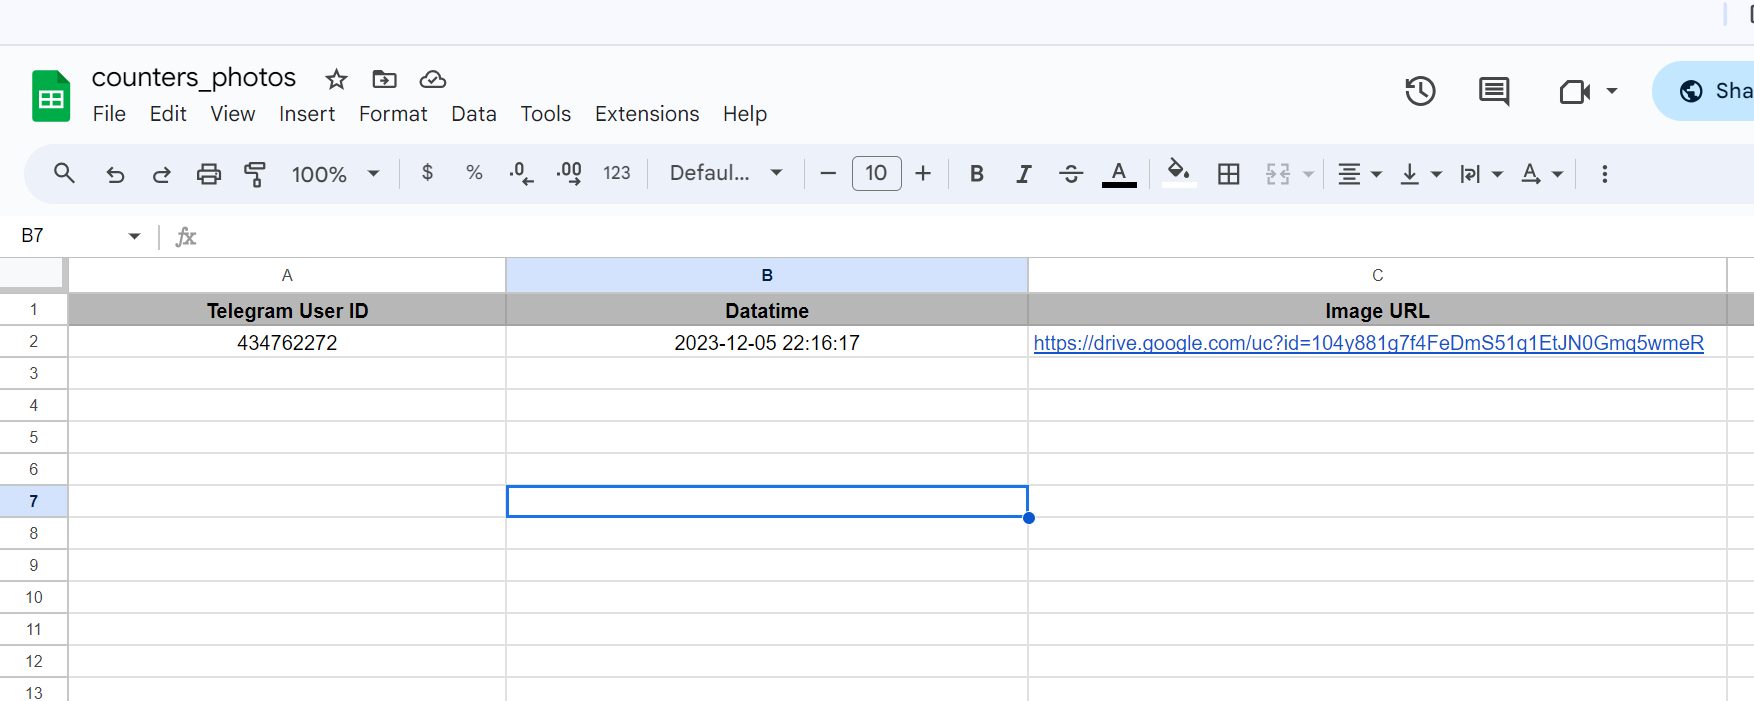 counters_photos
File Edit View Insert Format Data Tools Extensions Help
Sha
100% $ % .0 .00 123 Defaul... 10 B I S A A
B7 fx
A B C
1 Telegram User ID Datatime Image URL
2 434762272 2023-12-05 22:16:17 https://drive.google.com/uc?id=104y881g7f4FeDmS51q1EtJN0Gmq5wmeR
3
4
5
6
7
8
9
10
11
12
13